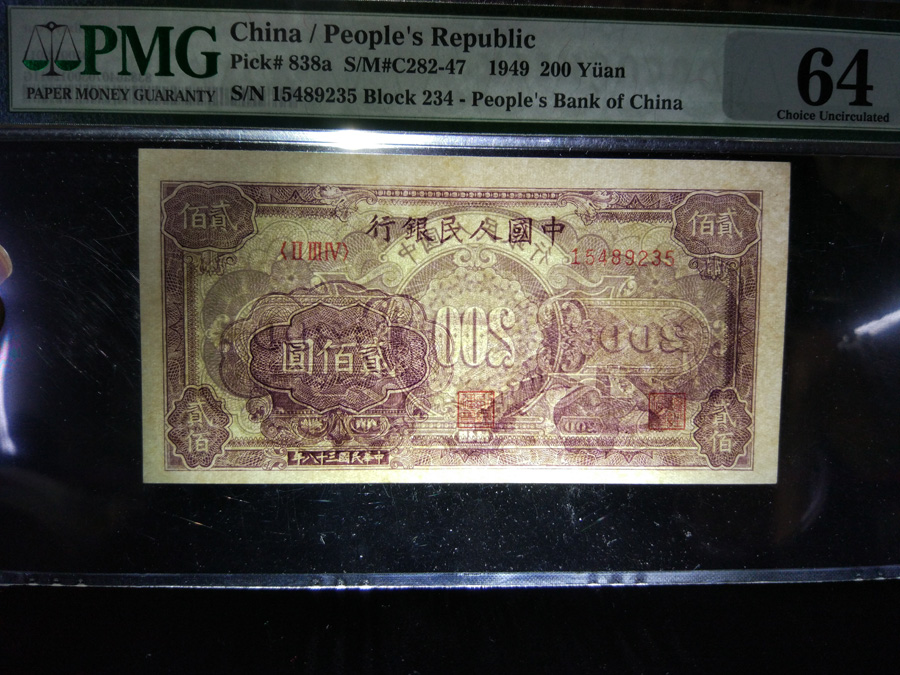 PMG
PAPER MONEY GUARANTY
China / People's Republic
Pick# 838a S/M#C282-47 1949 200 Yüan
S/N 15489235 Block 234 - People's Bank of China
64
Choice Uncirculated
佰貳
佰貳
行銀民人國中
〈II III IV〉
15489235
200
200
圓佰貳
貳佰
貳佰
200
年八十三國民華中